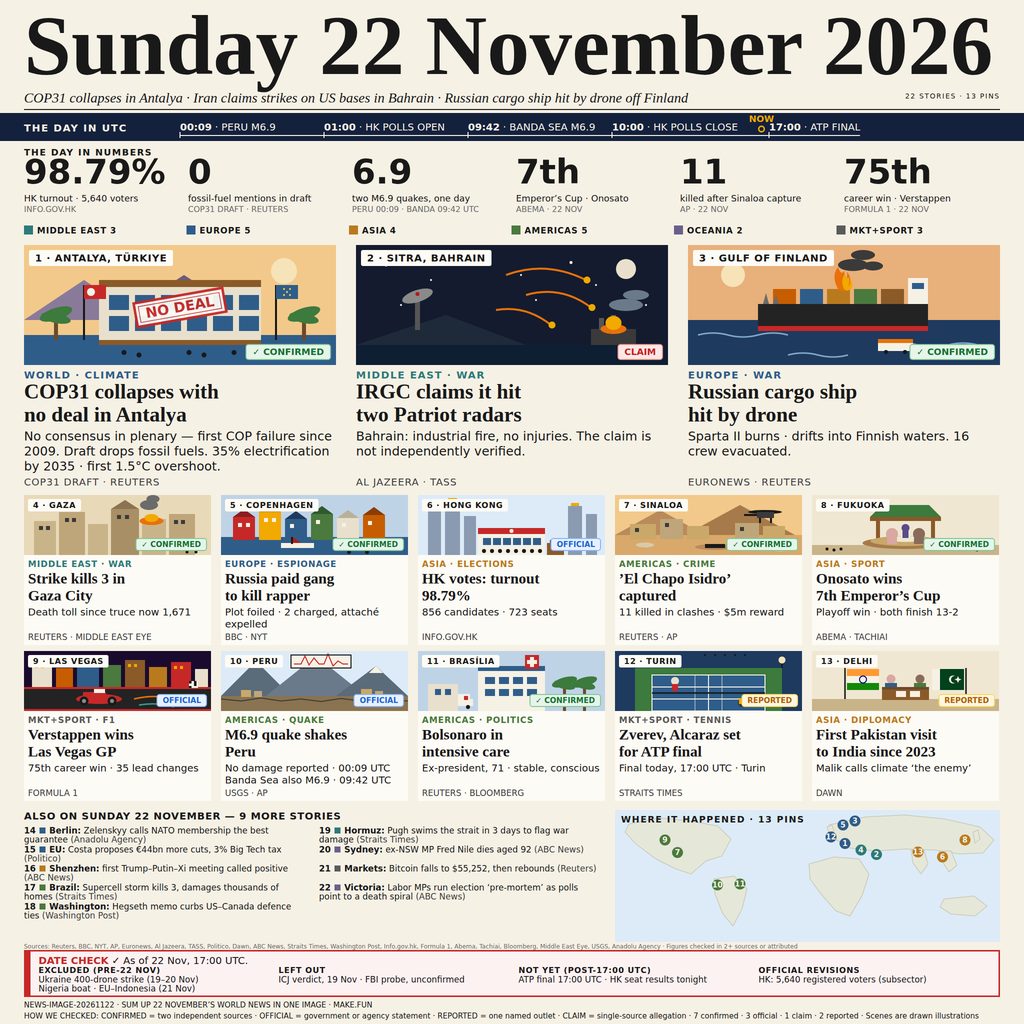 Sunday 22 November 2026
COP31 collapses in Antalya · Iran claims strikes on US bases in Bahrain · Russian cargo ship hit by drone off Finland
22 STORIES · 13 PINS
THE DAY IN UTC
00:09 · PERU M6.9
01:00 · HK POLLS OPEN
09:42 · BANDA SEA M6.9
10:00 · HK POLLS CLOSE
NOW
17:00 · ATP FINAL
THE DAY IN NUMBERS
98.79%
HK turnout · 5,640 voters
INFO.GOV.HK
0
fossil-fuel mentions in draft
COP31 DRAFT · REUTERS
6.9
two M6.9 quakes, one day
PERU 00:09 · BANDA 09:42 UTC
7th
Emperor's Cup · Onosato
ABEMA · 22 NOV
11
killed after Sinaloa capture
AP · 22 NOV
75th
career win · Verstappen
FORMULA 1 · 22 NOV
MIDDLE EAST 3
EUROPE 5
ASIA 4
AMERICAS 5
OCEANIA 2
MKT+SPORT 3
1 · ANTALYA, TÜRKIYE
NO DEAL
✓ CONFIRMED
WORLD · CLIMATE
COP31 collapses with
no deal in Antalya
No consensus in plenary — first COP failure since
2009. Draft drops fossil fuels. 35% electrification
by 2035 · first 1.5°C overshoot.
COP31 DRAFT · REUTERS
2 · SITRA, BAHRAIN
CLAIM
MIDDLE EAST · WAR
IRGC claims it hit
two Patriot radars
Bahrain: industrial fire, no injuries. The claim is
not independently verified.
AL JAZEERA · TASS
3 · GULF OF FINLAND
✓ CONFIRMED
EUROPE · WAR
Russian cargo ship
hit by drone
Sparta II burns · drifts into Finnish waters. 16
crew evacuated.
EURONEWS · REUTERS
4 · GAZA
✓ CONFIRMED
MIDDLE EAST · WAR
Strike kills 3 in
Gaza City
Death toll since truce now 1,671
REUTERS · MIDDLE EAST EYE
5 · COPENHAGEN
✓ CONFIRMED
EUROPE · ESPIONAGE
Russia paid gang
to kill rapper
Plot foiled · 2 charged, attaché
expelled
BBC · NYT
6 · HONG KONG
OFFICIAL
ASIA · ELECTIONS
HK votes: turnout
98.79%
856 candidates · 723 seats
INFO.GOV.HK
7 · SINALOA
✓ CONFIRMED
AMERICAS · CRIME
'El Chapo Isidro'
captured
11 killed in clashes · $5m reward
REUTERS · AP
8 · FUKUOKA
✓ CONFIRMED
ASIA · SPORT
Onosato wins
7th Emperor's Cup
Playoff win · both finish 13-2
ABEMA · TACHIAI
9 · LAS VEGAS
OFFICIAL
MKT+SPORT · F1
Verstappen wins
Las Vegas GP
75th career win · 35 lead changes
FORMULA 1
10 · PERU
OFFICIAL
AMERICAS · QUAKE
M6.9 quake shakes
Peru
No damage reported · 00:09 UTC
Banda Sea also M6.9 · 09:42 UTC
USGS · AP
11 · BRASÍLIA
✓ CONFIRMED
AMERICAS · POLITICS
Bolsonaro in
intensive care
Ex-president, 71 · stable, conscious
REUTERS · BLOOMBERG
12 · TURIN
REPORTED
MKT+SPORT · TENNIS
Zverev, Alcaraz set
for ATP final
Final today, 17:00 UTC · Turin
STRAITS TIMES
13 · DELHI
REPORTED
ASIA · DIPLOMACY
First Pakistan visit
to India since 2023
Malik calls climate 'the enemy'
DAWN
ALSO ON SUNDAY 22 NOVEMBER — 9 MORE STORIES
14 Berlin: Zelenskyy calls NATO membership the best
guarantee (Anadolu Agency)
15 EU: Costa proposes €44bn more cuts, 3% Big Tech tax
(Politico)
16 Shenzhen: first Trump–Putin–Xi meeting called positive
(ABC News)
17 Brazil: Supercell storm kills 3, damages thousands of
homes (Straits Times)
18 Washington: Hegseth memo curbs US–Canada defence
ties (Washington Post)
19 Hormuz: Pugh swims the strait in 3 days to flag war
damage (Straits Times)
20 Sydney: ex-NSW MP Fred Nile dies aged 92 (ABC News)
21 Markets: Bitcoin falls to $55,252, then rebounds (Reuters)
22 Victoria: Labor MPs run election 'pre-mortem' as polls
point to a death spiral (ABC News)
WHERE IT HAPPENED · 13 PINS
9
7
10
11
12
5
3
1
4
2
13
6
8
Sources: Reuters, BBC, NYT, AP, Euronews, Al Jazeera, TASS, Politico, Dawn, ABC News, Straits Times, Washington Post, Info.gov.hk, Formula 1, Abema, Tachiai, Bloomberg, Middle East Eye, USGS, Anadolu Agency · Figures checked in 2+ sources or attributed
DATE CHECK ✓ As of 22 Nov, 17:00 UTC.
EXCLUDED (PRE-22 NOV)
Ukraine 400-drone strike (19–20 Nov)
Nigeria boat · EU–Indonesia (21 Nov)
LEFT OUT
ICJ verdict, 19 Nov · FBI probe, unconfirmed
NOT YET (POST-17:00 UTC)
ATP final 17:00 UTC · HK seat results tonight
OFFICIAL REVISIONS
HK: 5,640 registered voters (subsector)
NEWS-IMAGE-20261122 · SUM UP 22 NOVEMBER'S WORLD NEWS IN ONE IMAGE · MAKE.FUN
HOW WE CHECKED: CONFIRMED = two independent sources · OFFICIAL = government or agency statement · REPORTED = one named outlet · CLAIM = single-source allegation · 7 confirmed · 3 official · 1 claim · 2 reported · Scenes are drawn illustrations